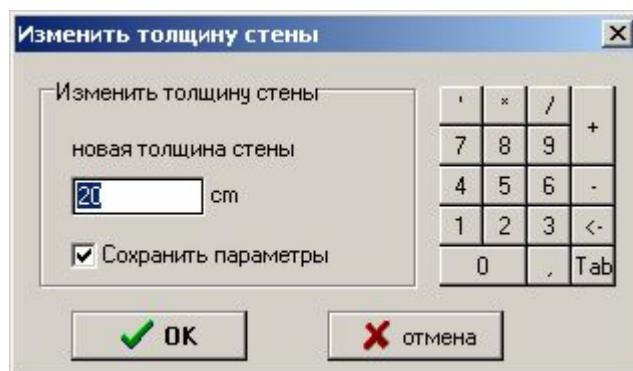 Изменить толщину стены
Изменить толщину стены
новая толщина стены
20 cm
Сохранить параметры
' * / +
7 8 9
4 5 6 -
1 2 3 <-
0 , Tab
OK отмена